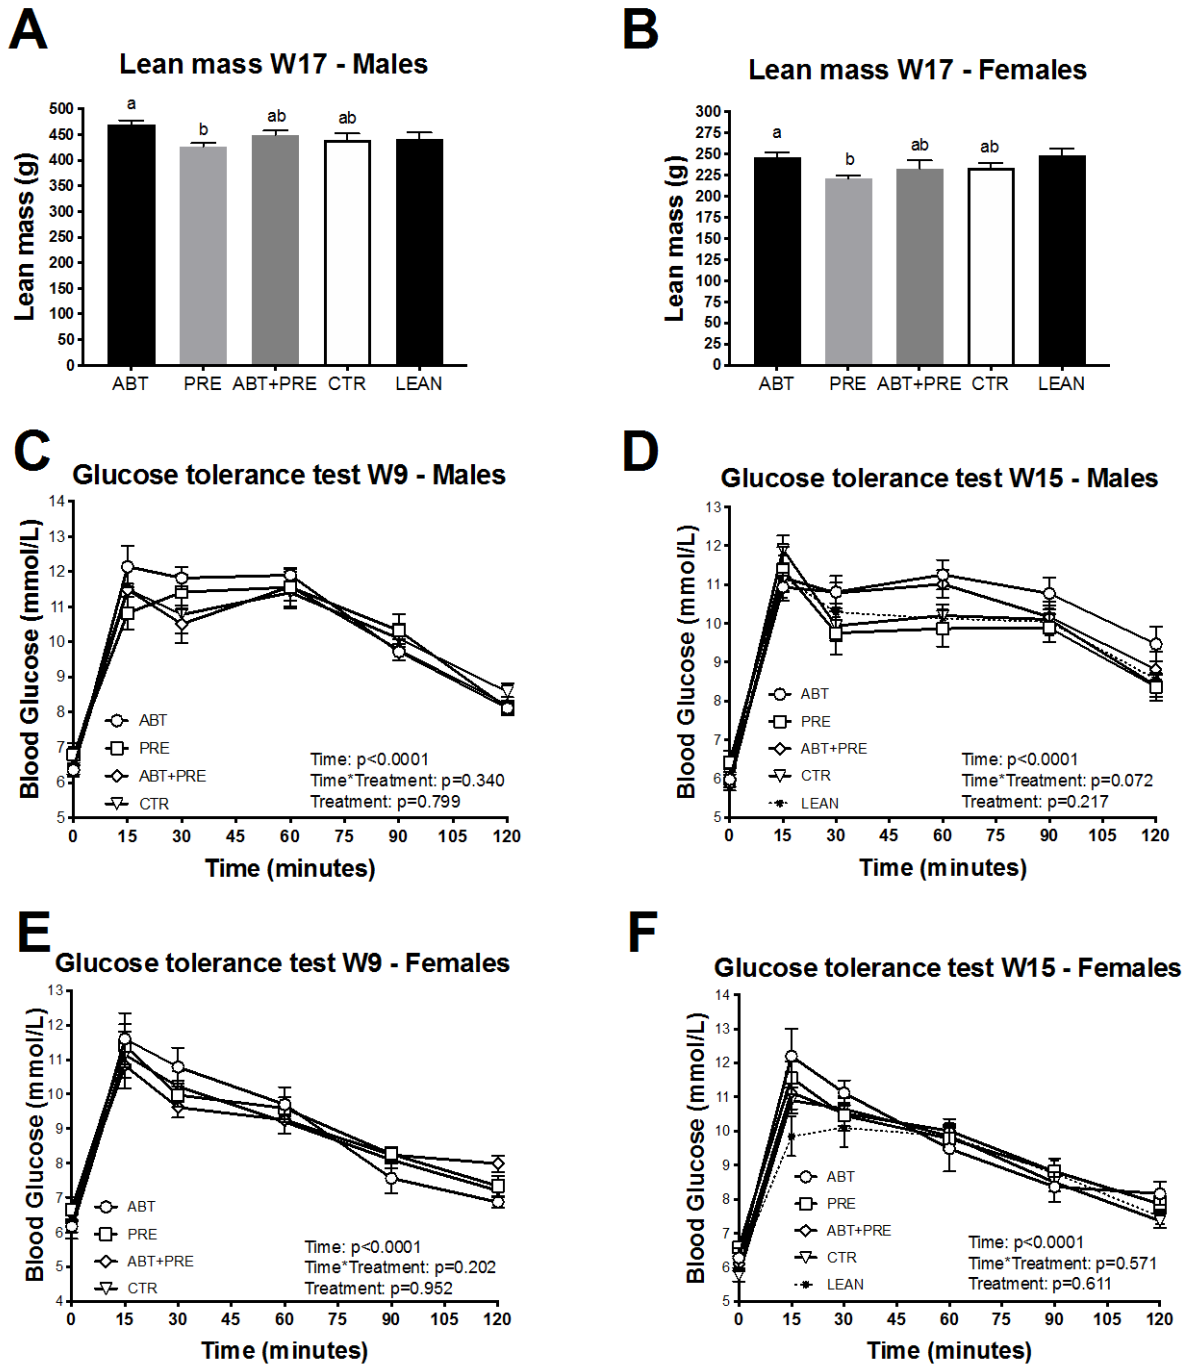 A
Lean mass W17 - Males
Lean mass (g)
500
450
400
350
300
250
200
150
100
50
0
a
b
ab
ab
ABT
PRE
ABT+PRE
CTR
LEAN
B
Lean mass W17 - Females
Lean mass (g)
300
275
250
225
200
175
150
125
100
75
50
25
0
a
b
ab
ab
ABT
PRE
ABT+PRE
CTR
LEAN
C
Glucose tolerance test W9 - Males
Blood Glucose (mmol/L)
14
13
12
11
10
9
8
7
6
5
ABT
PRE
ABT+PRE
CTR
Time: p<0.0001
Time*Treatment: p=0.340
Treatment: p=0.799
0 15 30 45 60 75 90 105 120
Time (minutes)
D
Glucose tolerance test W15 - Males
Blood Glucose (mmol/L)
13
12
11
10
9
8
7
6
5
ABT
PRE
ABT+PRE
CTR
LEAN
Time: p<0.0001
Time*Treatment: p=0.072
Treatment: p=0.217
0 15 30 45 60 75 90 105 120
Time (minutes)
E
Glucose tolerance test W9 - Females
Blood Glucose (mmol/L)
13
12
11
10
9
8
7
6
5
4
ABT
PRE
ABT+PRE
CTR
Time: p<0.0001
Time*Treatment: p=0.202
Treatment: p=0.952
0 15 30 45 60 75 90 105 120
Time (minutes)
F
Glucose tolerance test W15 - Females
Blood Glucose (mmol/L)
14
13
12
11
10
9
8
7
6
5
ABT
PRE
ABT+PRE
CTR
LEAN
Time: p<0.0001
Time*Treatment: p=0.571
Treatment: p=0.611
0 15 30 45 60 75 90 105 120
Time (minutes)